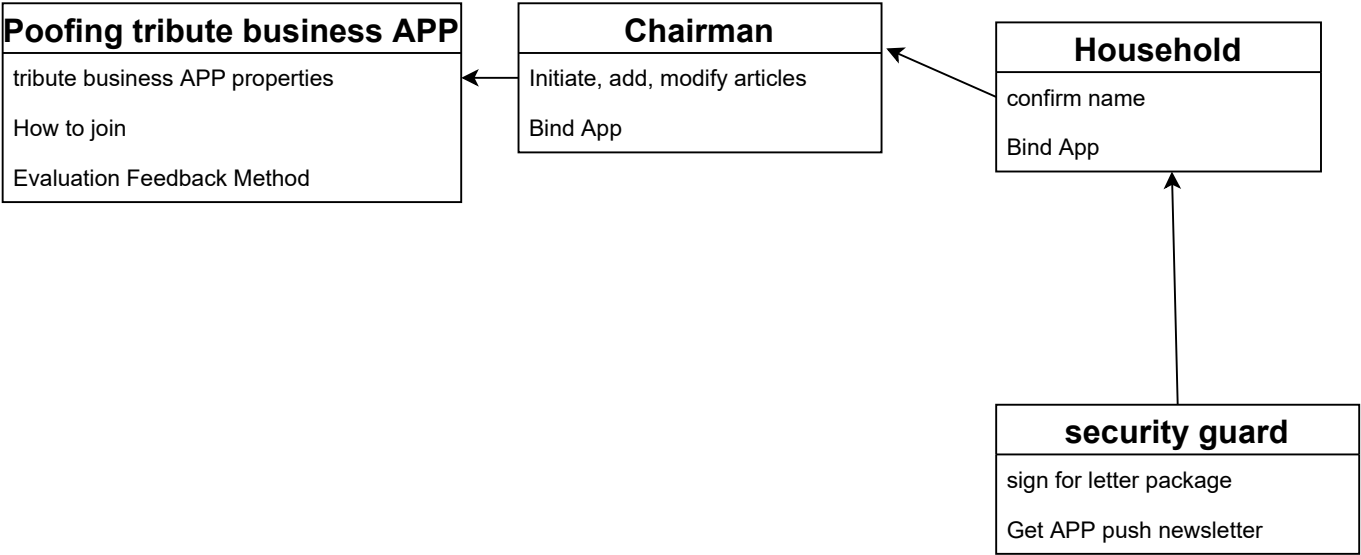 Poofing tribute business APP
tribute business APP properties
How to join
Evaluation Feedback Method
Chairman
Initiate, add, modify articles
Bind App
Household
confirm name
Bind App
security guard
sign for letter package
Get APP push newsletter